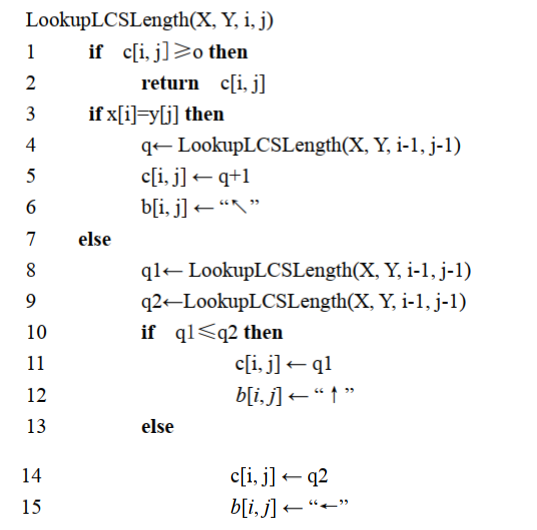 LookupLCSLength(X, Y, i, j)
1 if c[i, j]≥o then
2 return c[i, j]
3 if x[i]=y[j] then
4 q← LookupLCSLength(X, Y, i-1, j-1)
5 c[i, j] ← q+1
6 b[i, j] ← “↖”
7 else
8 q1← LookupLCSLength(X, Y, i-1, j-1)
9 q2←LookupLCSLength(X, Y, i-1, j-1)
10 if q1≤q2 then
11 c[i, j] ← q1
12 b[i, j] ← “↑”
13 else
14 c[i, j] ← q2
15 b[i, j] ← “←”